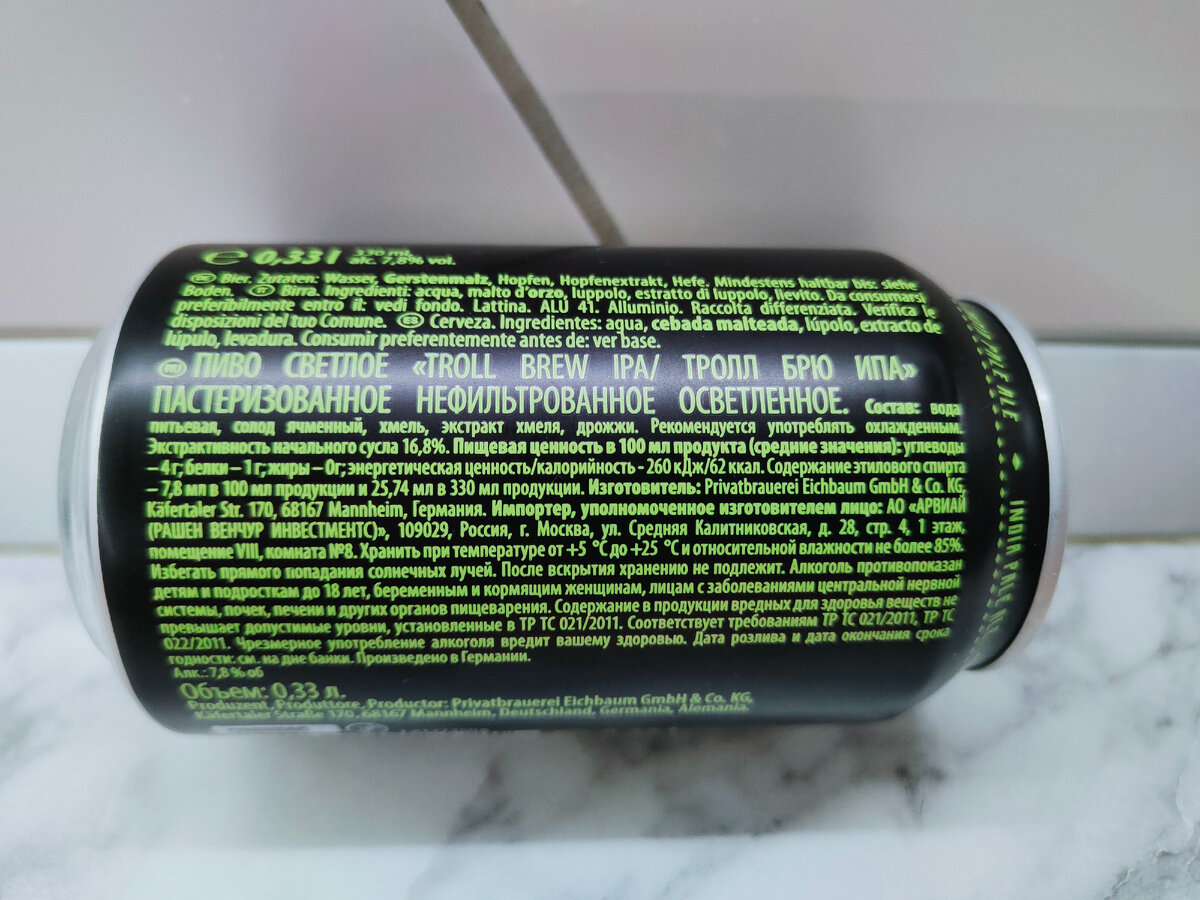 ℮ 0,33 l 330 ml
alc. 7,8% vol.
DE Bier. Zutaten: Wasser, Gerstenmalz, Hopfen, Hopfenextrakt, Hefe. Mindestens haltbar bis: siehe
Boden. IT Birra. Ingredienti: acqua, malto d'orzo, luppolo, estratto di luppolo, lievito. Da consumarsi
preferibilmente entro il: vedi fondo. Lattina. ALU 41. Alluminio. Raccolta differenziata. Verifica le
disposizioni del tuo Comune. ES Cerveza. Ingredientes: agua, cebada malteada, lúpolo, extracto de
lúpulo, levadura. Consumir preferentemente antes de: ver base.
RU ПИВО СВЕТЛОЕ «TROLL BREW IPA/ ТРОЛЛ БРЮ ИПА»
ПАСТЕРИЗОВАННОЕ НЕФИЛЬТРОВАННОЕ ОСВЕТЛЕННОЕ. Состав: вода
питьевая, солод ячменный, хмель, экстракт хмеля, дрожжи. Рекомендуется употреблять охлажденным.
Экстрактивность начального сусла 16,8%. Пищевая ценность в 100 мл продукта (средние значения): углеводы
– 4 г; белки – 1 г; жиры – 0г; энергетическая ценность/калорийность - 260 кДж/62 ккал. Содержание этилового спирта
– 7,8 мл в 100 мл продукции и 25,74 мл в 330 мл продукции. Изготовитель: Privatbrauerei Eichbaum GmbH & Co. KG,
Käfertaler Str. 170, 68167 Mannheim, Германия. Импортер, уполномоченное изготовителем лицо: АО «АРВИАЙ
(РАШЕН ВЕНЧУР ИНВЕСТМЕНТС)», 109029, Россия, г. Москва, ул. Средняя Калитниковская, д. 28, стр. 4, 1 этаж,
помещение VIII, комната №8. Хранить при температуре от +5 °C до +25 °C и относительной влажности не более 85%.
Избегать прямого попадания солнечных лучей. После вскрытия хранению не подлежит. Алкоголь противопоказан
детям и подросткам до 18 лет, беременным и кормящим женщинам, лицам с заболеваниями центральной нервной
системы, почек, печени и других органов пищеварения. Содержание в продукции вредных для здоровья веществ не
превышает допустимые уровни, установленные в ТР ТС 021/2011. Соответствует требованиям ТР ТС 021/2011, ТР ТС
022/2011. Чрезмерное употребление алкоголя вредит вашему здоровью. Дата розлива и дата окончания срока
годности: см. на дне банки. Произведено в Германии.
Алк.: 7,8 % об
Объем: 0,33 л.
Produzent, Produttore, Productor: Privatbrauerei Eichbaum GmbH & Co. KG,
Käfertaler Straße 170, 68167 Mannheim, Deutschland, Germania, Alemania.
INDIA PALE ALE
INDIA PALE